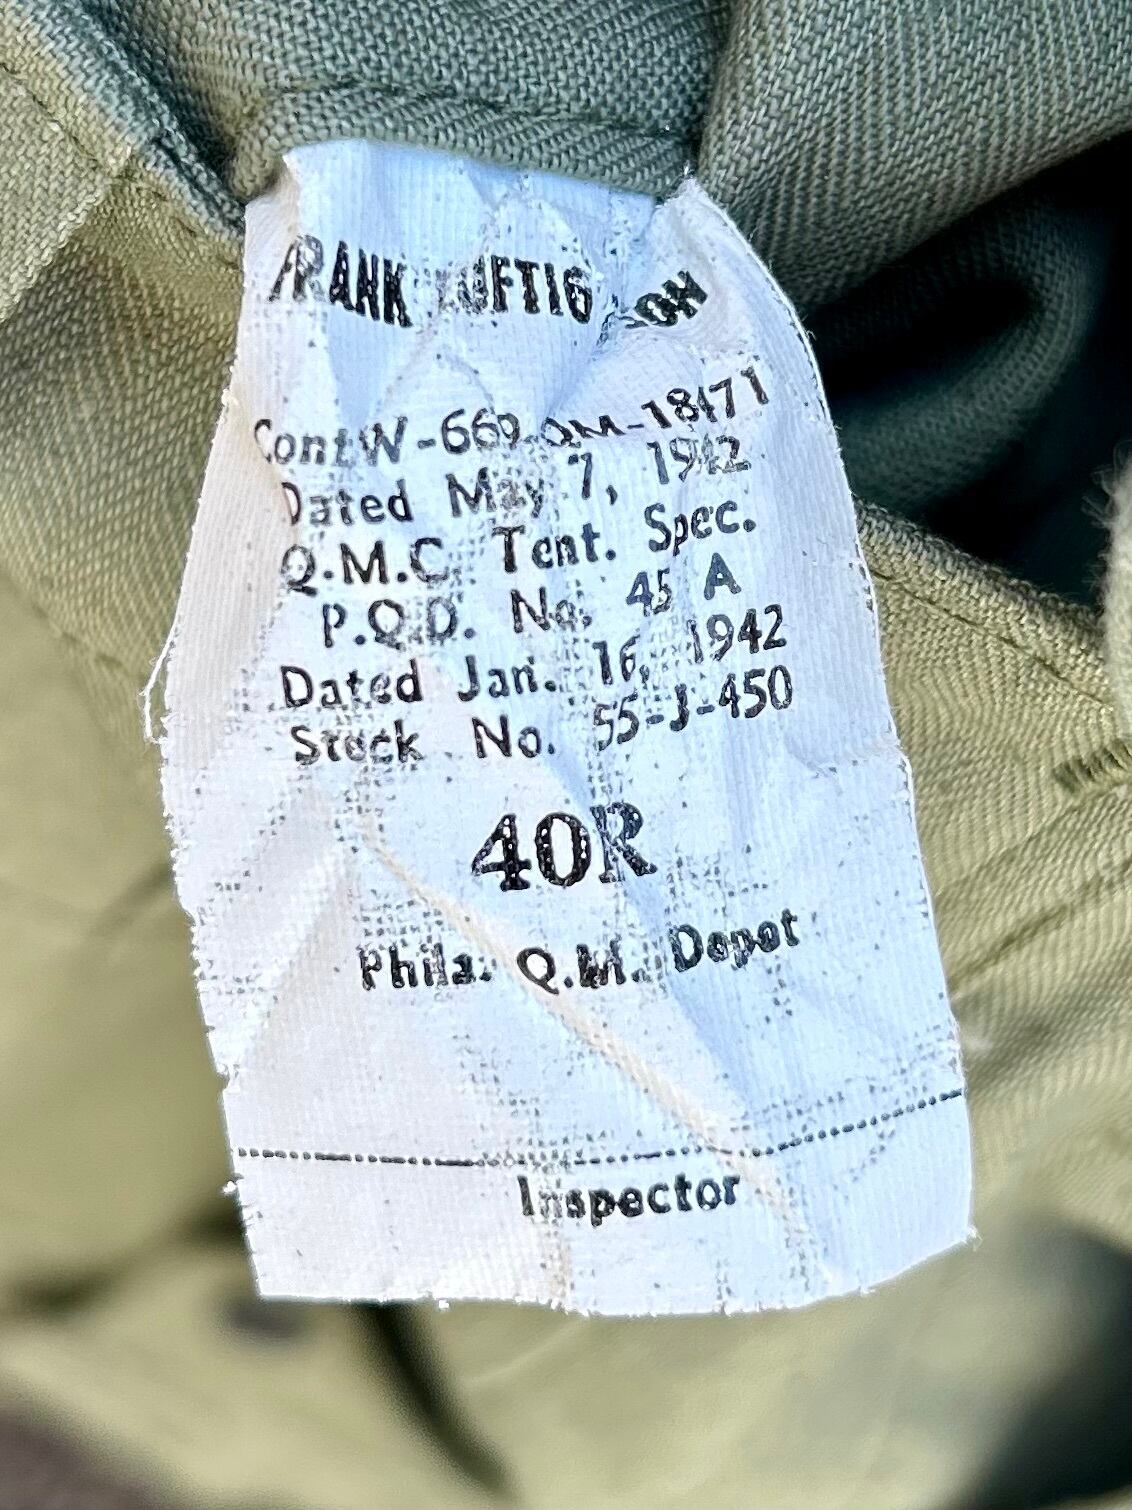 FRANK LUFTIG SON
Cont W-669-QM-18471
Dated May 7, 1942
Q.M.C. Tent. Spec.
P.Q.D. No. 45 A
Dated Jan. 16, 1942
Stock No. 55-J-450
40R
Phila. Q.M. Depot
Inspector